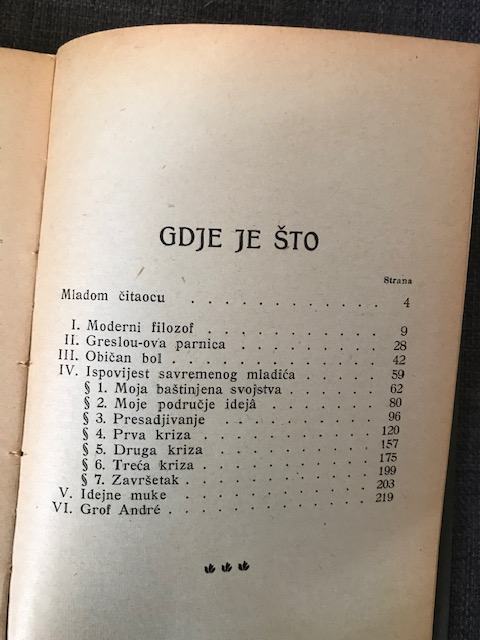 GDJE JE ŠTO
Strana
Mladom čitaocu . . . . . . . . . . . . 4
I. Moderni filozof . . . . . . . . . . . 9
II. Greslou-ova parnica . . . . . . . . . 28
III. Običan bol . . . . . . . . . . . . 42
IV. Ispovijest savremenog mladića . . . . . . 59
§ 1. Moja baštinjena svojstva . . . . . . 62
§ 2. Moje područje idejâ . . . . . . . 80
§ 3. Presadjivanje . . . . . . . . . 96
§ 4. Prva kriza . . . . . . . . . . 120
§ 5. Druga kriza . . . . . . . . . 157
§ 6. Treća kriza . . . . . . . . . 175
§ 7. Završetak . . . . . . . . . . 199
V. Idejne muke . . . . . . . . . . . 203
VI. Grof André . . . . . . . . . . . 219